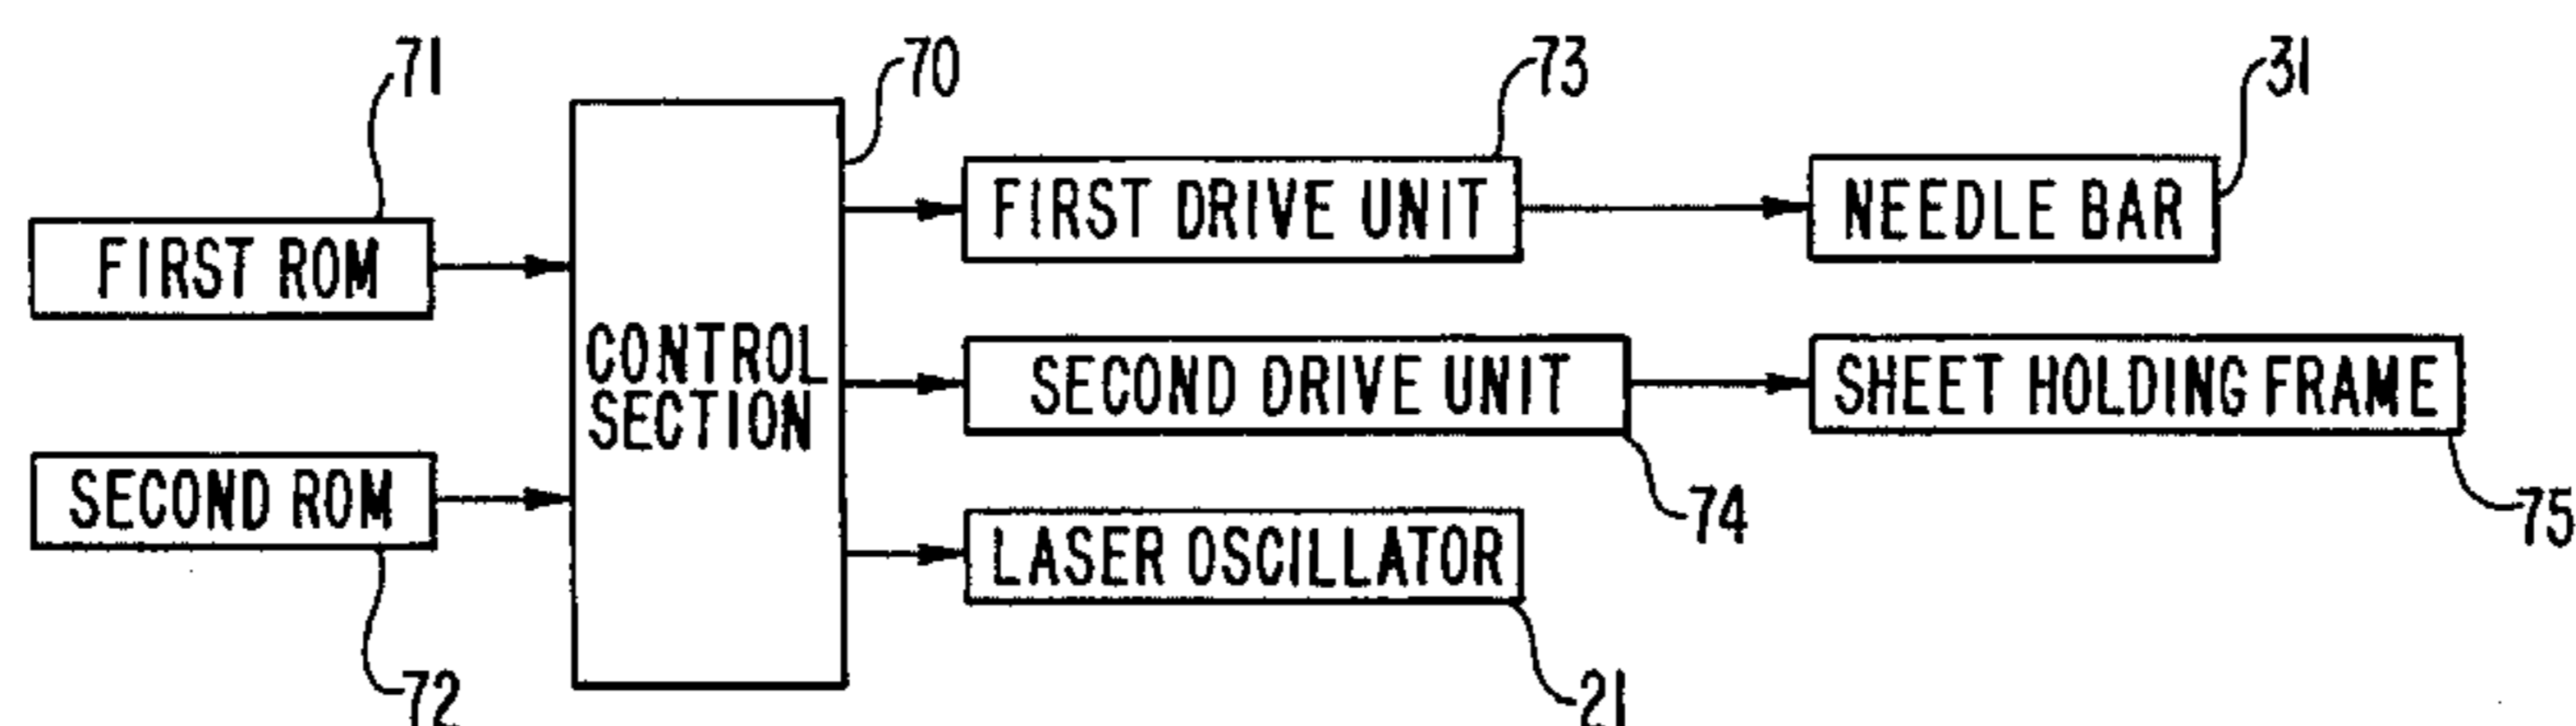 71
70
73
31
FIRST ROM
FIRST DRIVE UNIT
NEEDLE BAR
CONTROL
SECTION
SECOND DRIVE UNIT
SHEET HOLDING FRAME
SECOND ROM
74
75
LASER OSCILLATOR
72
21